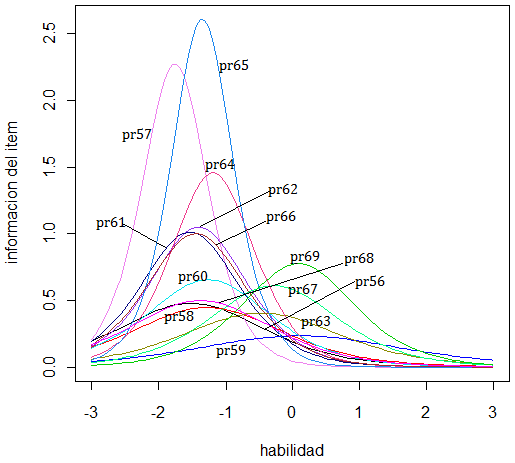 2.5
2.0
1.5
1.0
0.5
0.0
informacion del item
pr65
pr57
pr64
pr62
pr61
pr66
pr69
pr68
pr60
pr67
pr56
pr58
pr63
pr59
-3
-2
-1
0
1
2
3
habilidad